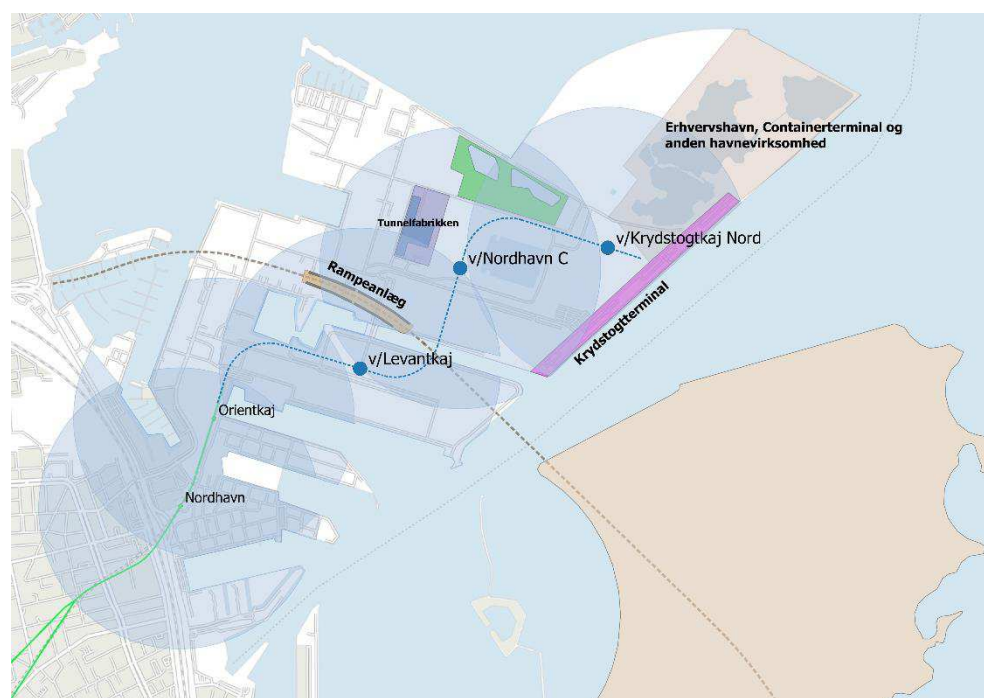 Erhvervshavn, Containerterminal og
anden havnevirksomhed
Tunnelfabrikken
v/Krydstogtkaj Nord
v/Nordhavn C
Rampeanlæg
Krydstogtterminal
v/Levantkaj
Orientkaj
Nordhavn